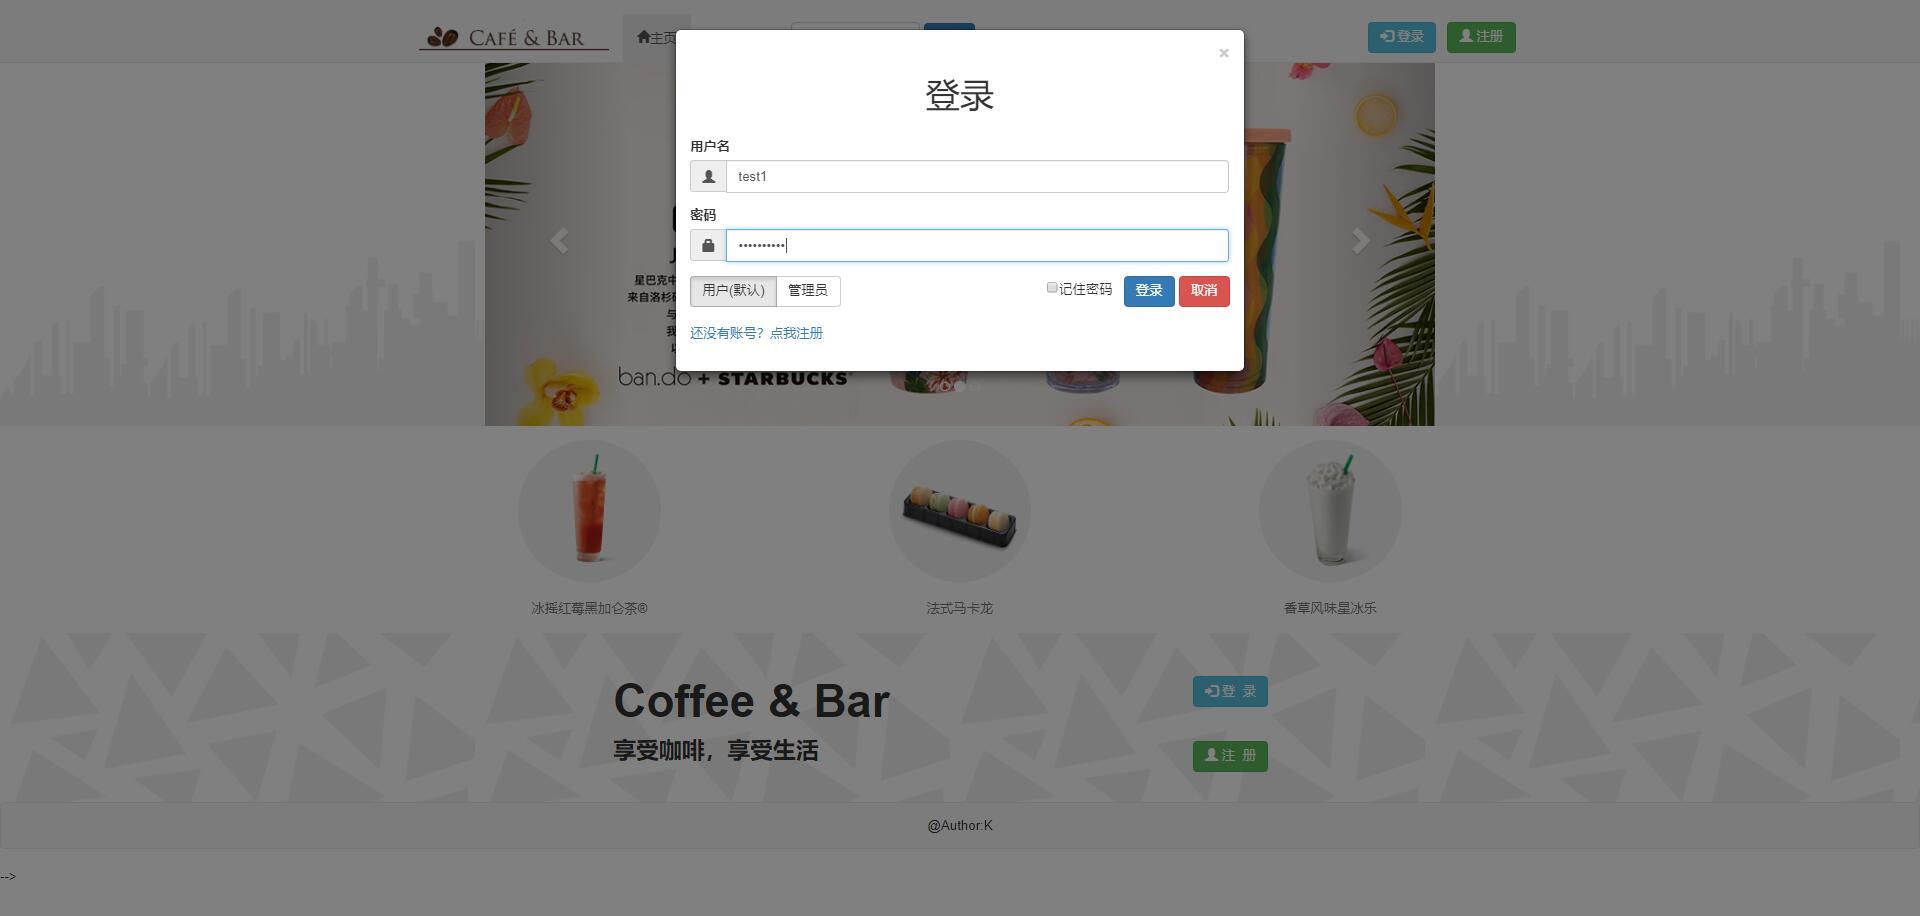 CAFÉ & BAR
主页
登录
注册
×
登录
用户名
test1
密码
用户(默认)
管理员
记住密码
登录
取消
还没有账号？点我注册
星巴克中
来自洛杉
与
我
ban.do + STARBUCKS
冰摇红莓黑加仑茶®
法式马卡龙
香草风味星冰乐
Coffee & Bar
享受咖啡，享受生活
登 录
注 册
@Author:K
-->